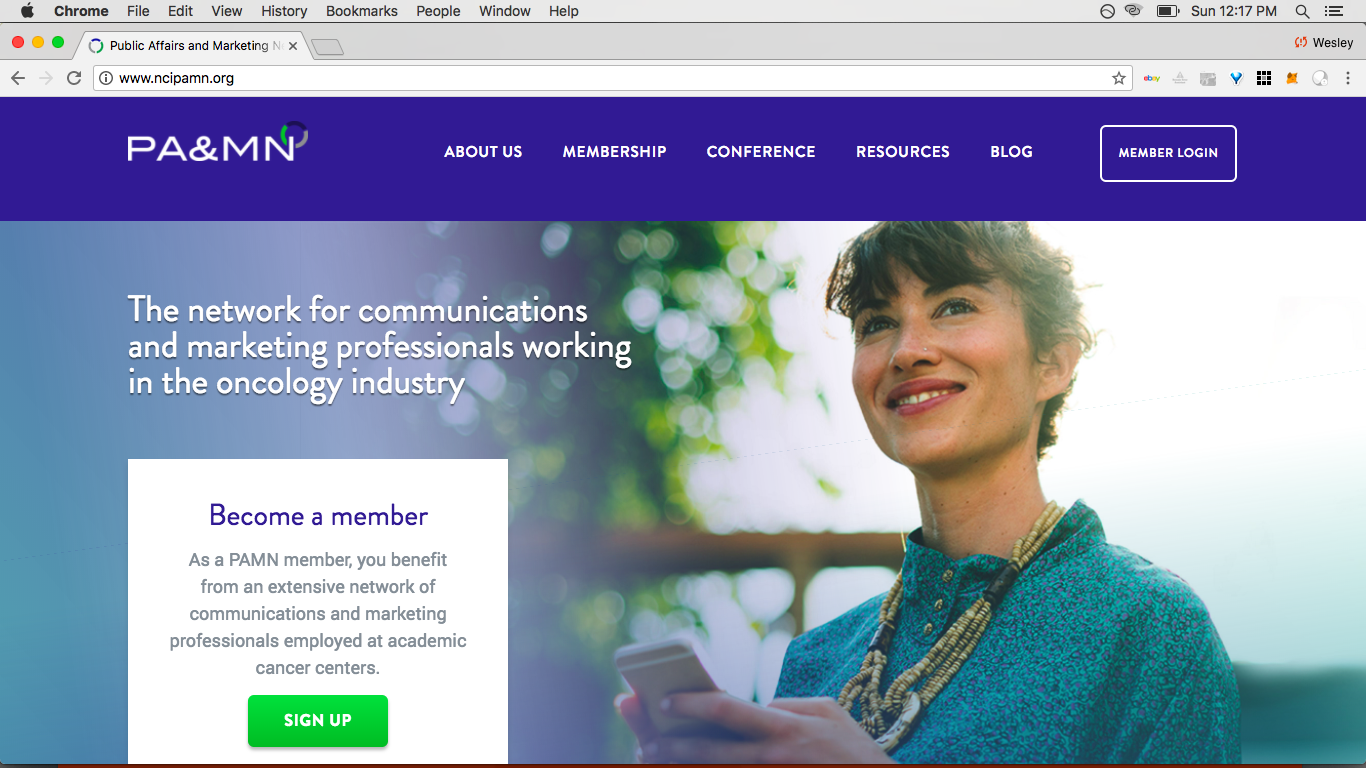 Chrome File Edit View History Bookmarks People Window Help Sun 12:17 PM
Public Affairs and Marketing Wesley
www.ncipamn.org ebay
PA&MN ABOUT US MEMBERSHIP CONFERENCE RESOURCES BLOG MEMBER LOGIN
The network for communications
and marketing professionals working
in the oncology industry
Become a member
As a PAMN member, you benefit
from an extensive network of
communications and marketing
professionals employed at academic
cancer centers.
SIGN UP